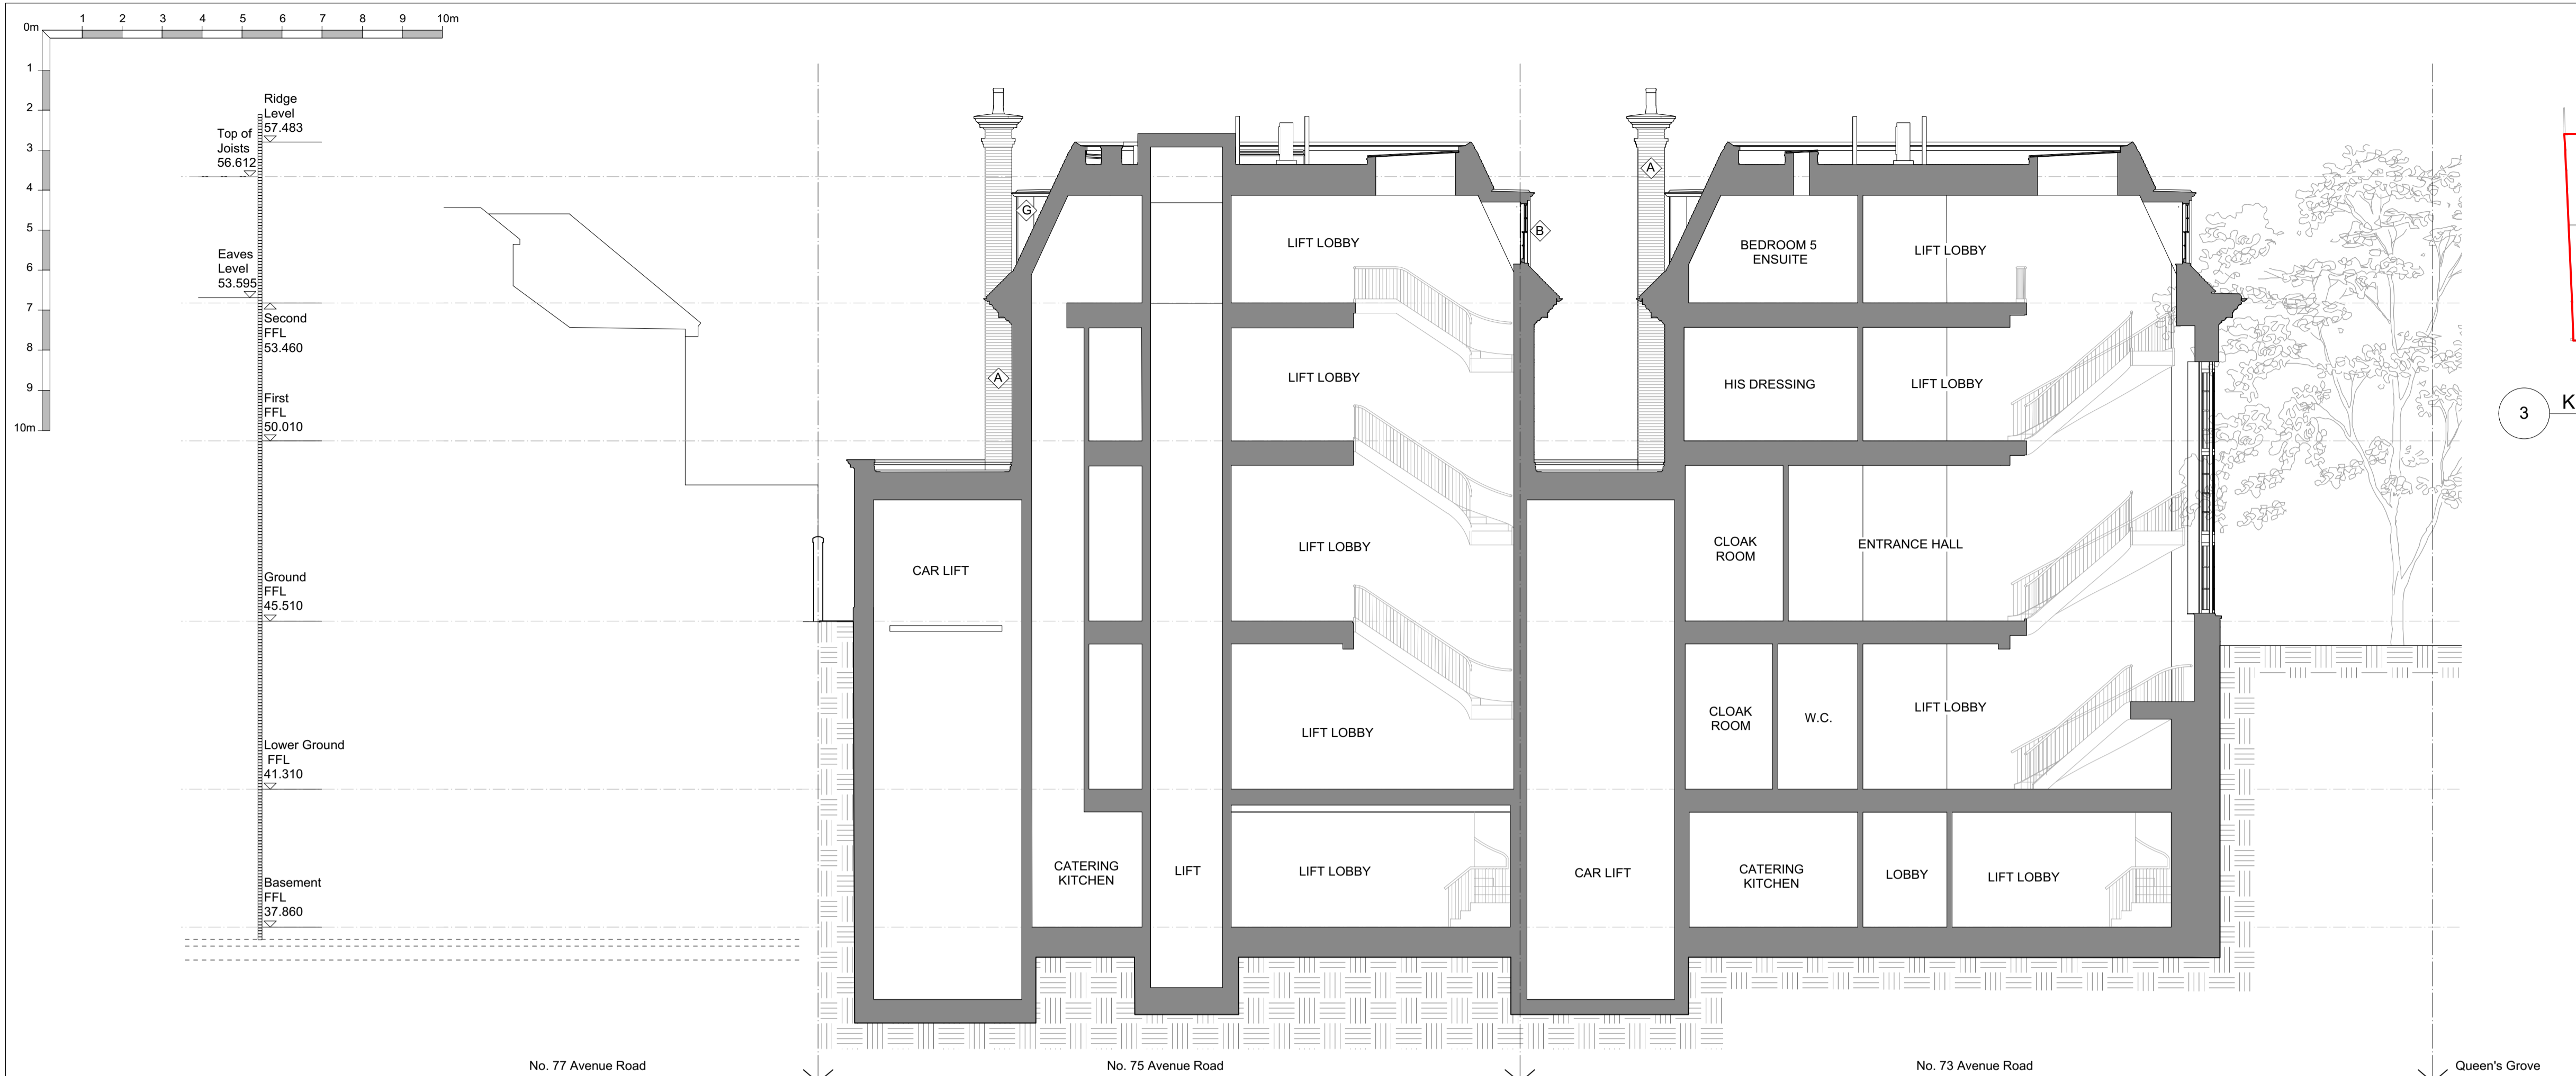 1 2 3 4 5 6 7 8 9 10m
0m
1
2
3
4
5
6
7
8
9
10m
Ridge
Level
57.483
Top of
Joists
56.612
Eaves
Level
53.595
Second
FFL
53.460
First
FFL
50.010
Ground
FFL
45.510
Lower Ground
FFL
41.310
Basement
FFL
37.860
A
G
A
B
A
LIFT LOBBY
BEDROOM 5
ENSUITE
LIFT LOBBY
LIFT LOBBY
HIS DRESSING
LIFT LOBBY
3
K
CAR LIFT
LIFT LOBBY
CLOAK
ROOM
ENTRANCE HALL
LIFT LOBBY
CLOAK
ROOM
W.C.
LIFT LOBBY
CATERING
KITCHEN
LIFT
LIFT LOBBY
CAR LIFT
CATERING
KITCHEN
LOBBY
LIFT LOBBY
No. 77 Avenue Road
No. 75 Avenue Road
No. 73 Avenue Road
Queen's Grove